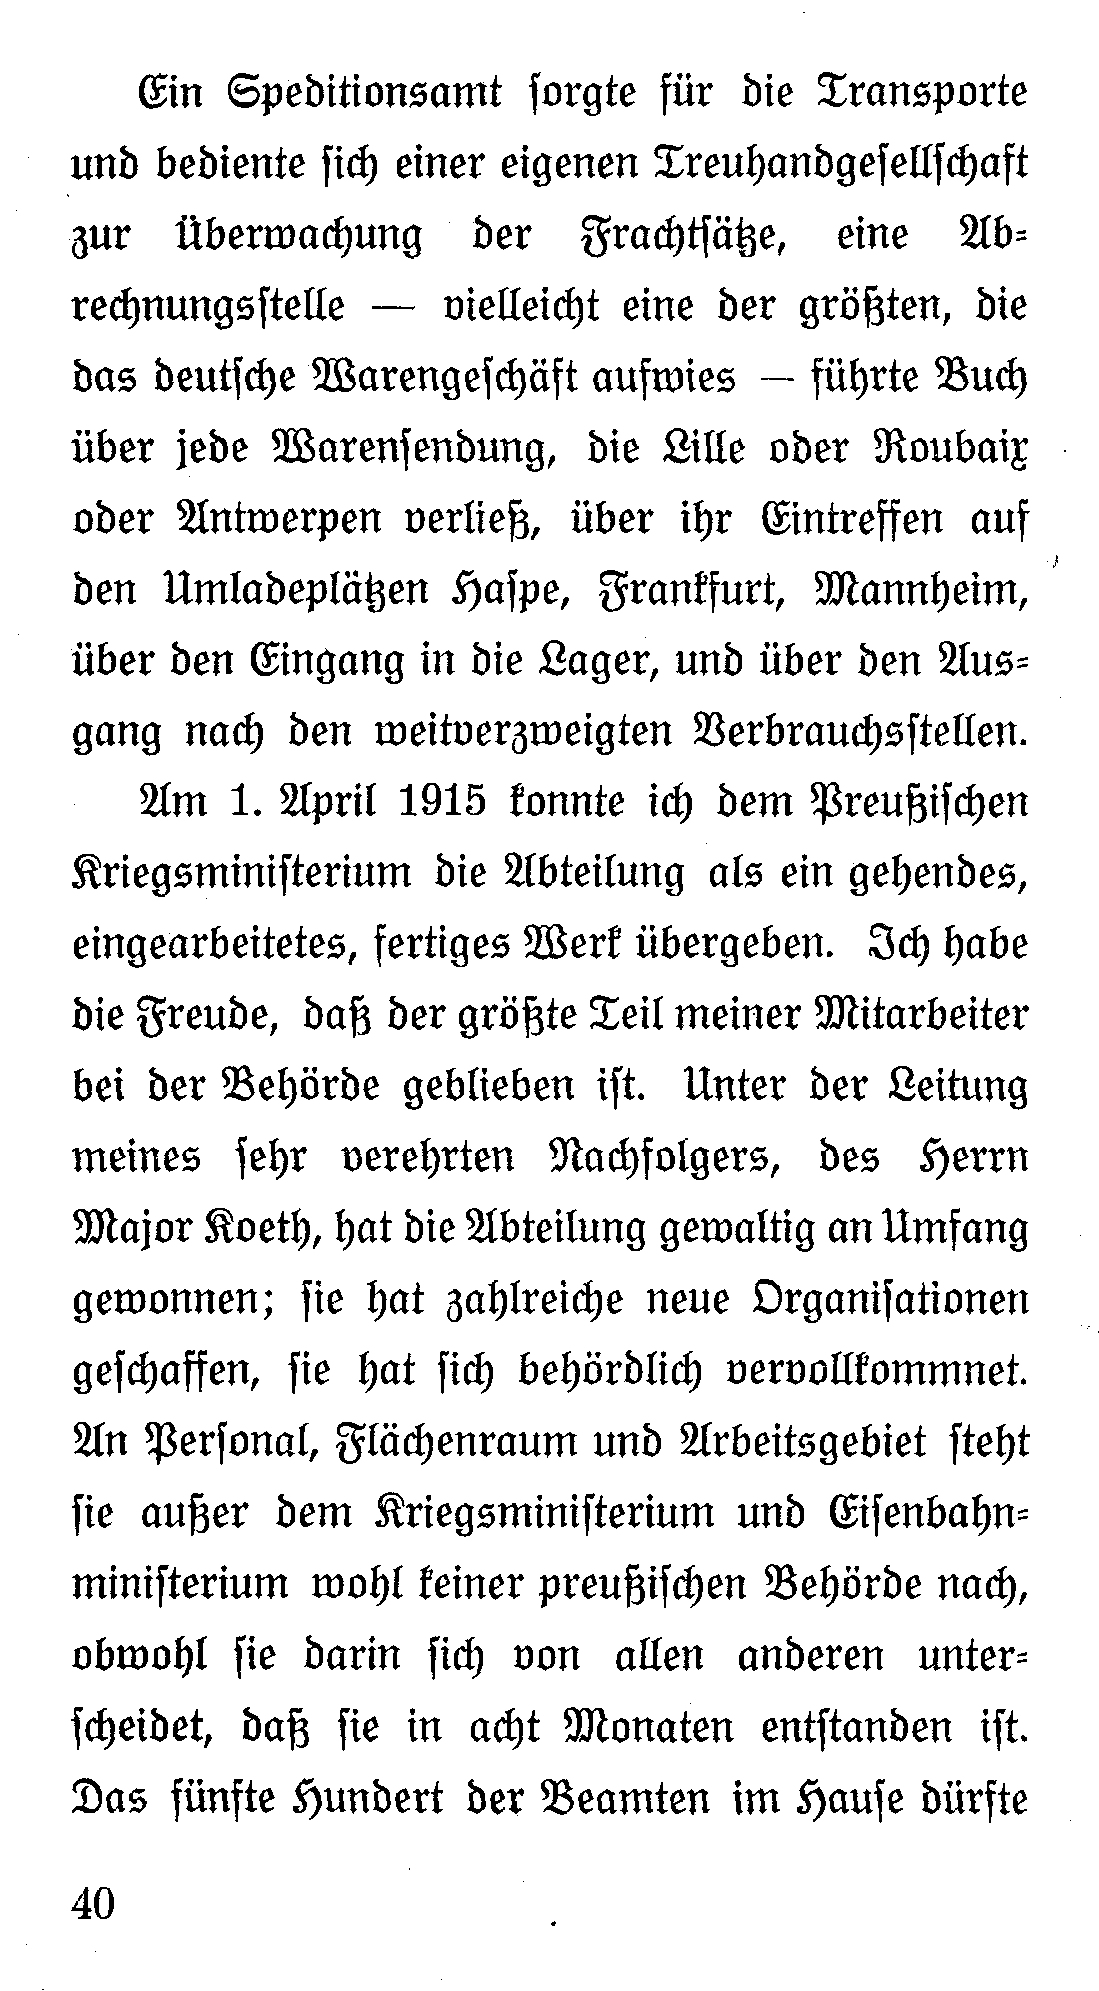 Ein Speditionsamt sorgte für die Transporte
und bediente sich einer eigenen Treuhandgesellschaft
zur Überwachung der Frachtsätze, eine Ab-
rechnungsstelle — vielleicht eine der größten, die
das deutsche Warengeschäft aufwies — führte Buch
über jede Warensendung, die Lille oder Roubaix
oder Antwerpen verließ, über ihr Eintreffen auf
den Umladeplätzen Haspe, Frankfurt, Mannheim,
über den Eingang in die Lager, und über den Aus-
gang nach den weitverzweigten Verbrauchsstellen.
Am 1. April 1915 konnte ich dem Preußischen
Kriegsministerium die Abteilung als ein gehendes,
eingearbeitetes, fertiges Werk übergeben. Ich habe
die Freude, daß der größte Teil meiner Mitarbeiter
bei der Behörde geblieben ist. Unter der Leitung
meines sehr verehrten Nachfolgers, des Herrn
Major Koeth, hat die Abteilung gewaltig an Umfang
gewonnen; sie hat zahlreiche neue Organisationen
geschaffen, sie hat sich behördlich vervollkommnet.
An Personal, Flächenraum und Arbeitsgebiet steht
sie außer dem Kriegsministerium und Eisenbahn-
ministerium wohl keiner preußischen Behörde nach,
obwohl sie darin sich von allen anderen unter-
scheidet, daß sie in acht Monaten entstanden ist.
Das fünfte Hundert der Beamten im Hause dürfte
40